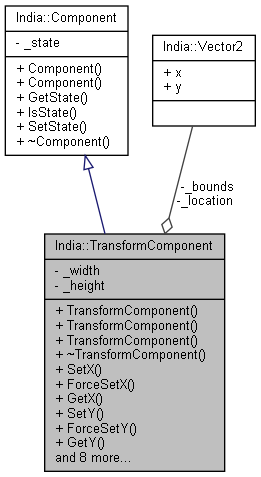 India::Component
- _state
+ Component()
+ Component()
+ GetState()
+ IsState()
+ SetState()
+ ~Component()
India::Vector2
+ x
+ y
-_bounds
-_location
India::TransformComponent
- _width
- _height
+ TransformComponent()
+ TransformComponent()
+ TransformComponent()
+ ~TransformComponent()
+ SetX()
+ ForceSetX()
+ GetX()
+ SetY()
+ ForceSetY()
+ GetY()
and 8 more...